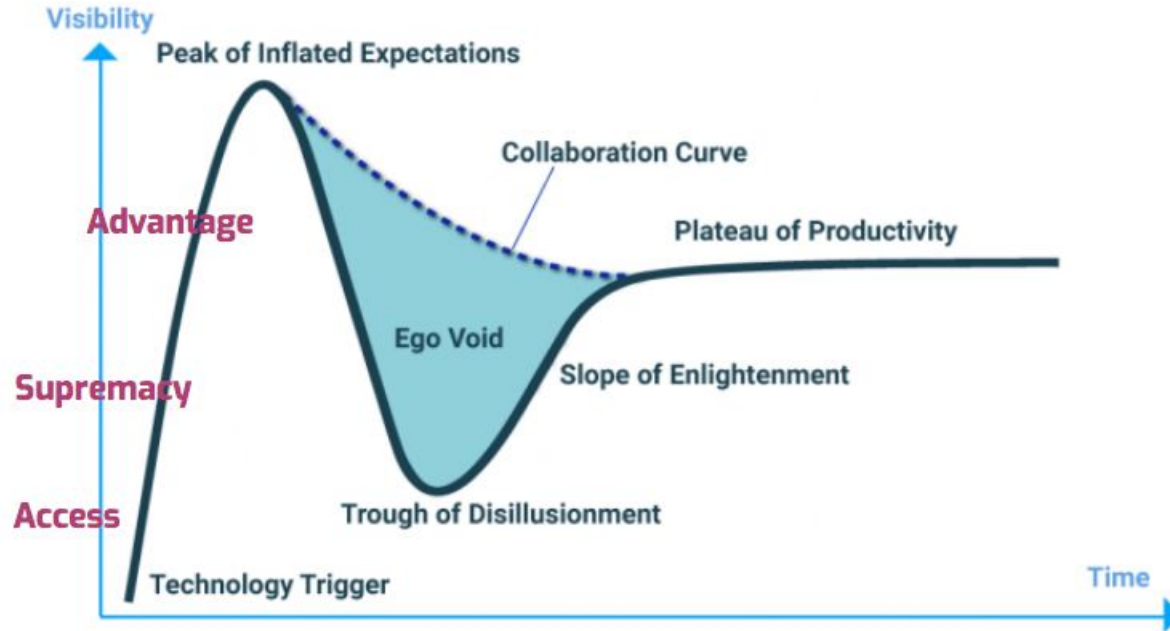 Visibility
Peak of Inflated Expectations
Collaboration Curve
Advantage
Plateau of Productivity
Ego Void
Supremacy
Slope of Enlightenment
Access
Trough of Disillusionment
Technology Trigger
Time